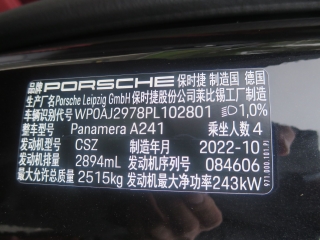 品牌 PORSCHE 保时捷 制造国 德国
生产厂名 Porsche Leipzig GmbH 保时捷股份公司莱比锡工厂制造
车辆识别代号 WP0AJ2978PL102801 1,0%
整车型号 Panamera A241 乘坐人数 4
发动机型号 CSZ 制造年月 2022-10
发动机排量 2894mL 发动机序列号 084606
最大允许总质量 2515kg 发动机最大净功率 243kW